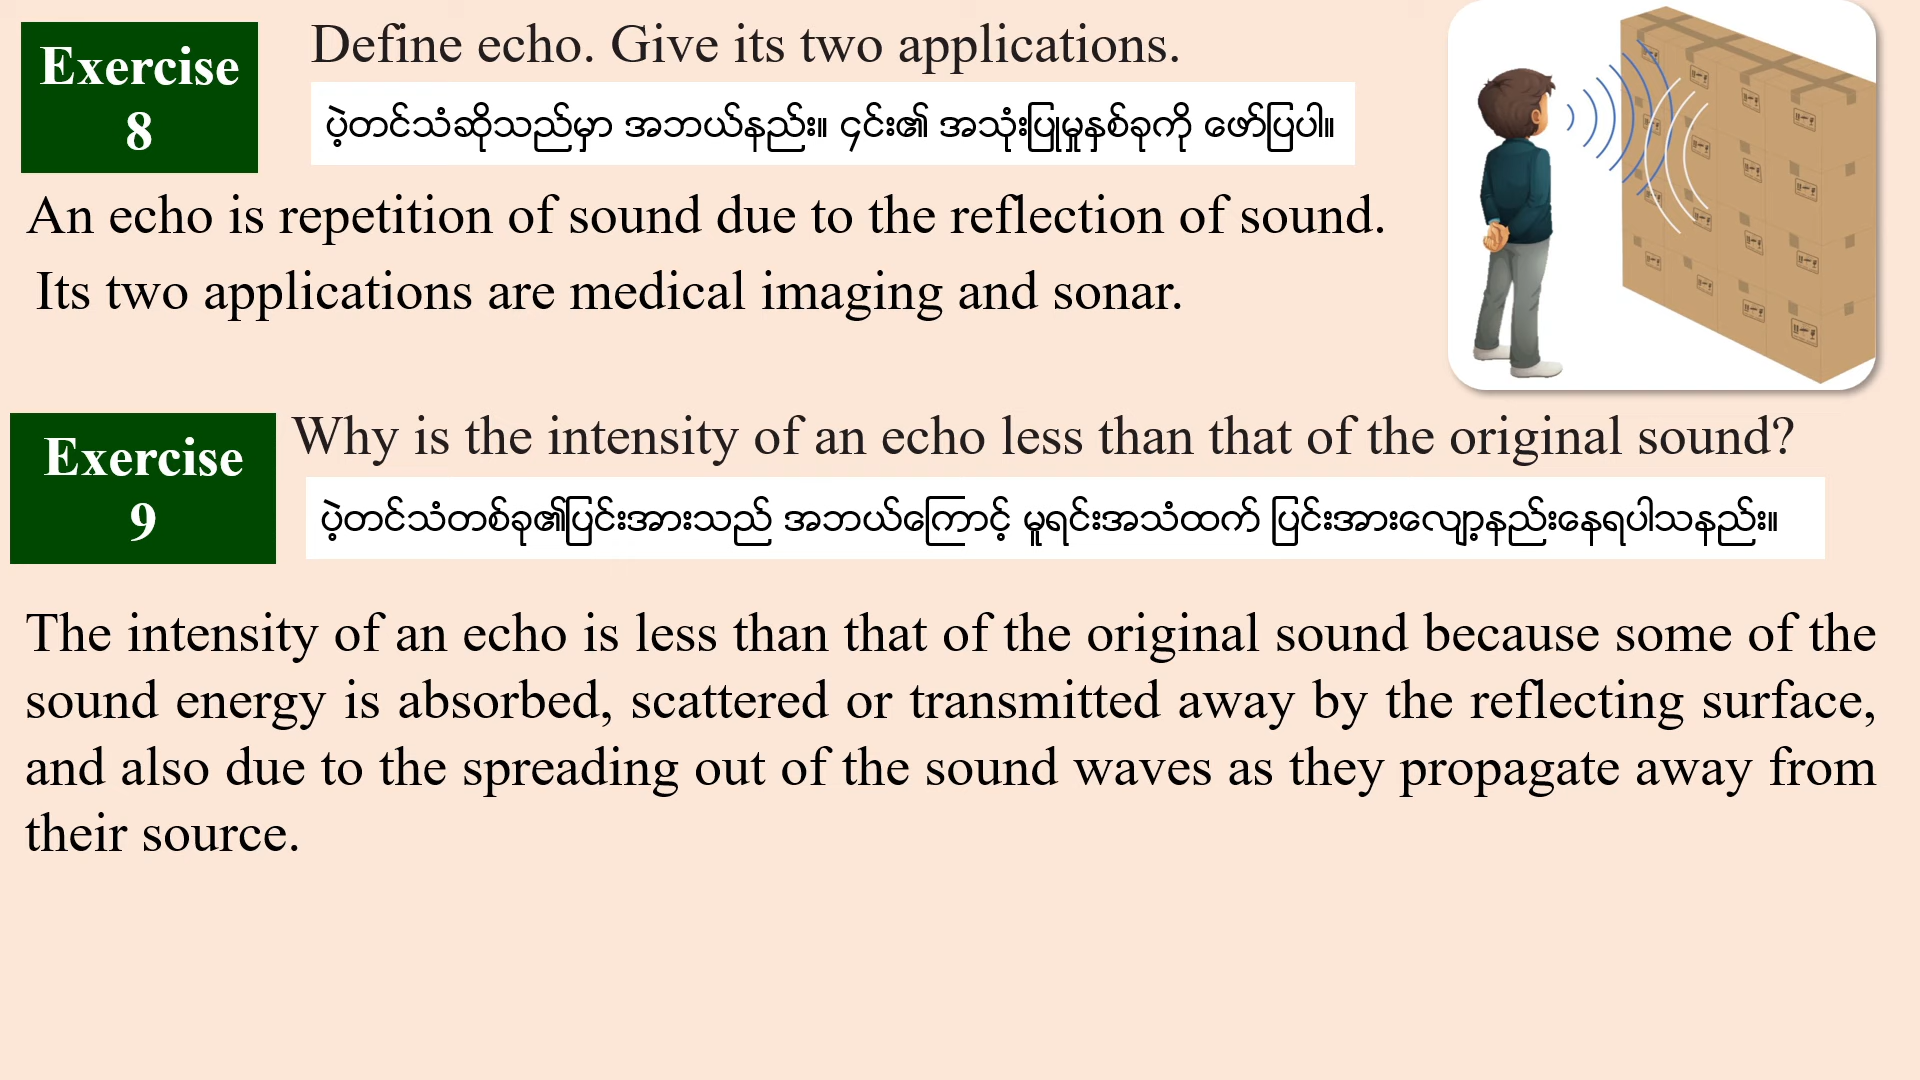 Exercise
8
Define echo. Give its two applications.
ပဲ့တင်သံဆိုသည်မှာ အဘယ်နည်း။ ၄င်း၏ အသုံးပြုမှုနှစ်ခုကို ဖော်ပြပါ။
An echo is repetition of sound due to the reflection of sound.
Its two applications are medical imaging and sonar.
Exercise
9
Why is the intensity of an echo less than that of the original sound?
ပဲ့တင်သံတစ်ခု၏ပြင်းအားသည် အဘယ်ကြောင့် မူရင်းအသံထက် ပြင်းအားလျော့နည်းနေရပါသနည်း။
The intensity of an echo is less than that of the original sound because some of the
sound energy is absorbed, scattered or transmitted away by the reflecting surface,
and also due to the spreading out of the sound waves as they propagate away from
their source.